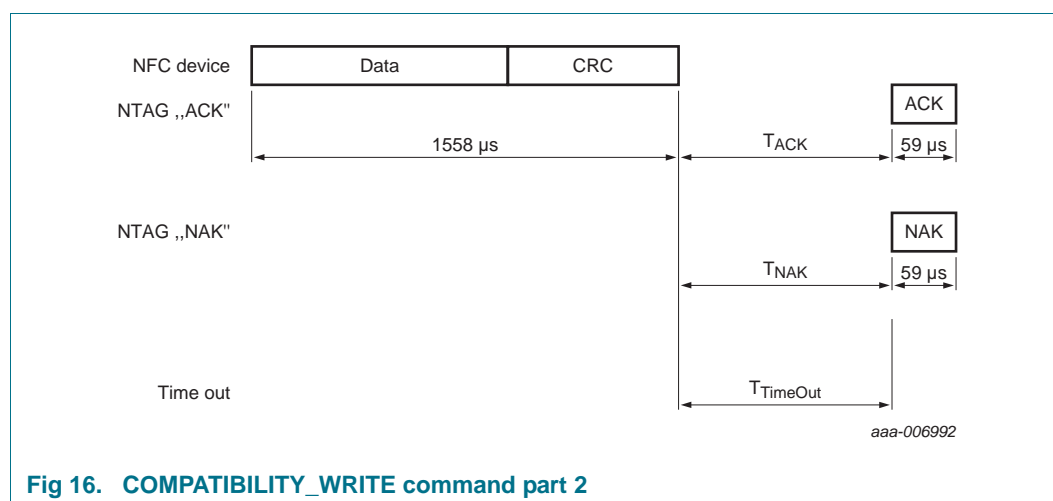 NFC device Data CRC
NTAG ,,ACK" ACK
1558 µs TACK 59 µs
NTAG ,,NAK" NAK
TNAK 59 µs
Time out TTimeOut
aaa-006992
Fig 16. COMPATIBILITY_WRITE command part 2